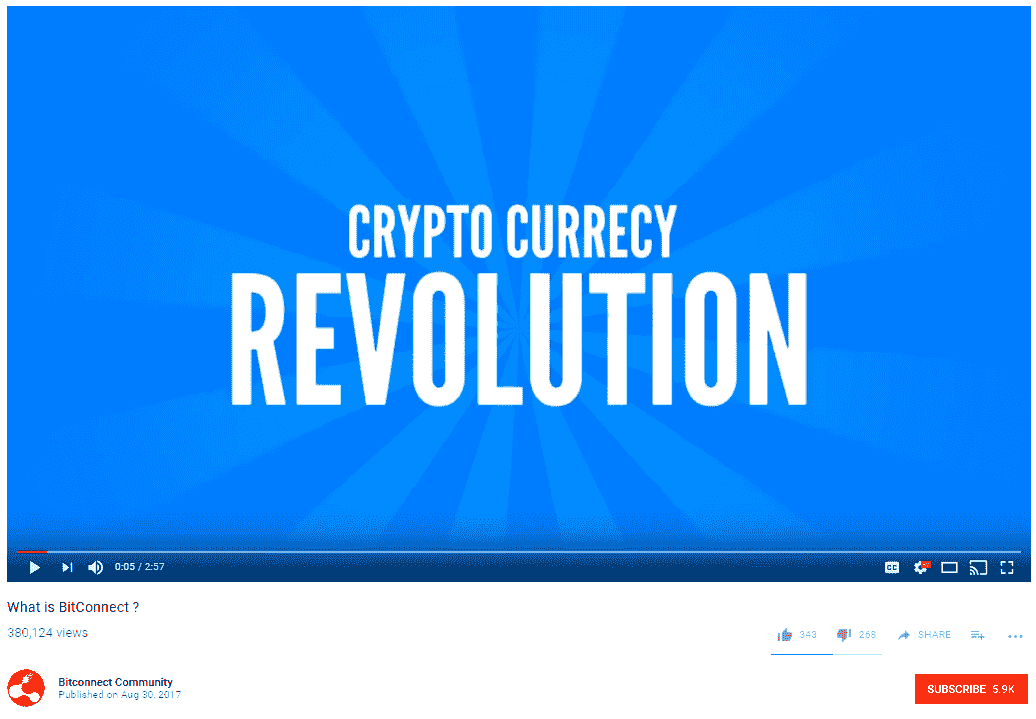 CRYPTO CURRECY
REVOLUTION
0:05 / 2:57
CC
What is BitConnect ?
380,124 views
343
268
SHARE
Bitconnect Community
Published on Aug 30, 2017
SUBSCRIBE 5.9K